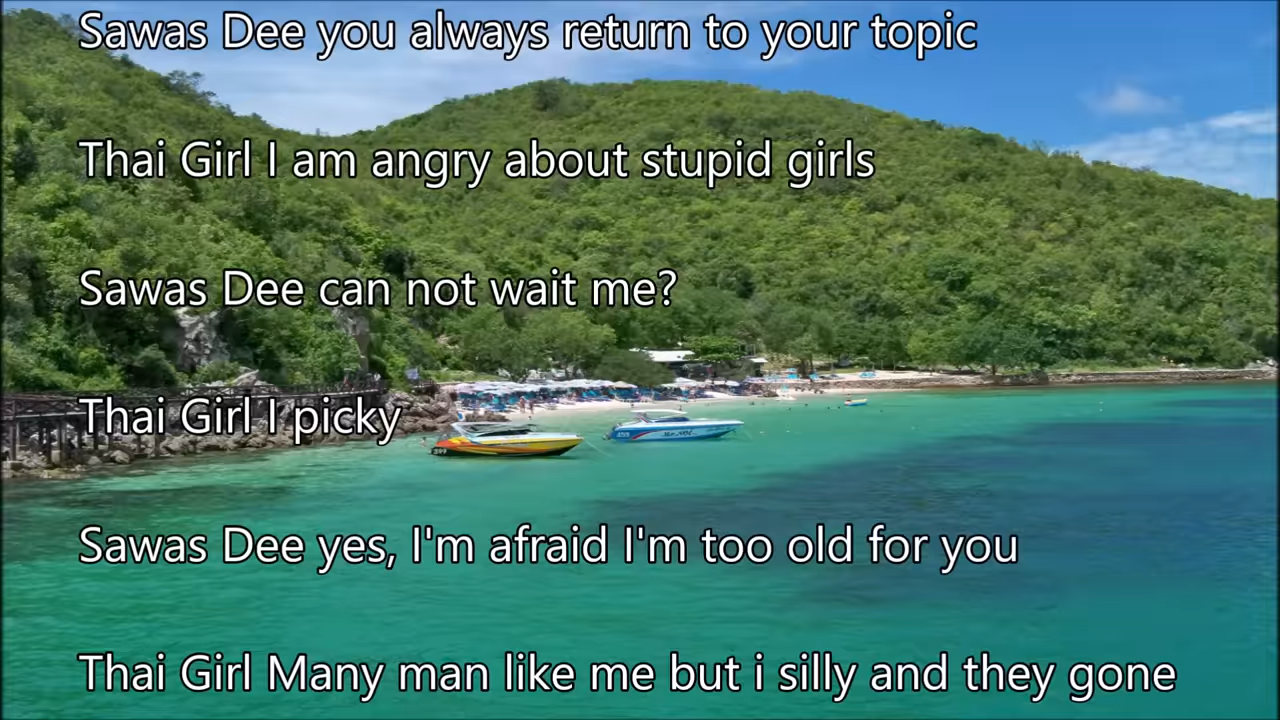 Sawas Dee you always return to your topic
Thai Girl I am angry about stupid girls
Sawas Dee can not wait me?
Thai Girl I picky
Sawas Dee yes, I'm afraid I'm too old for you
Thai Girl Many man like me but i silly and they gone